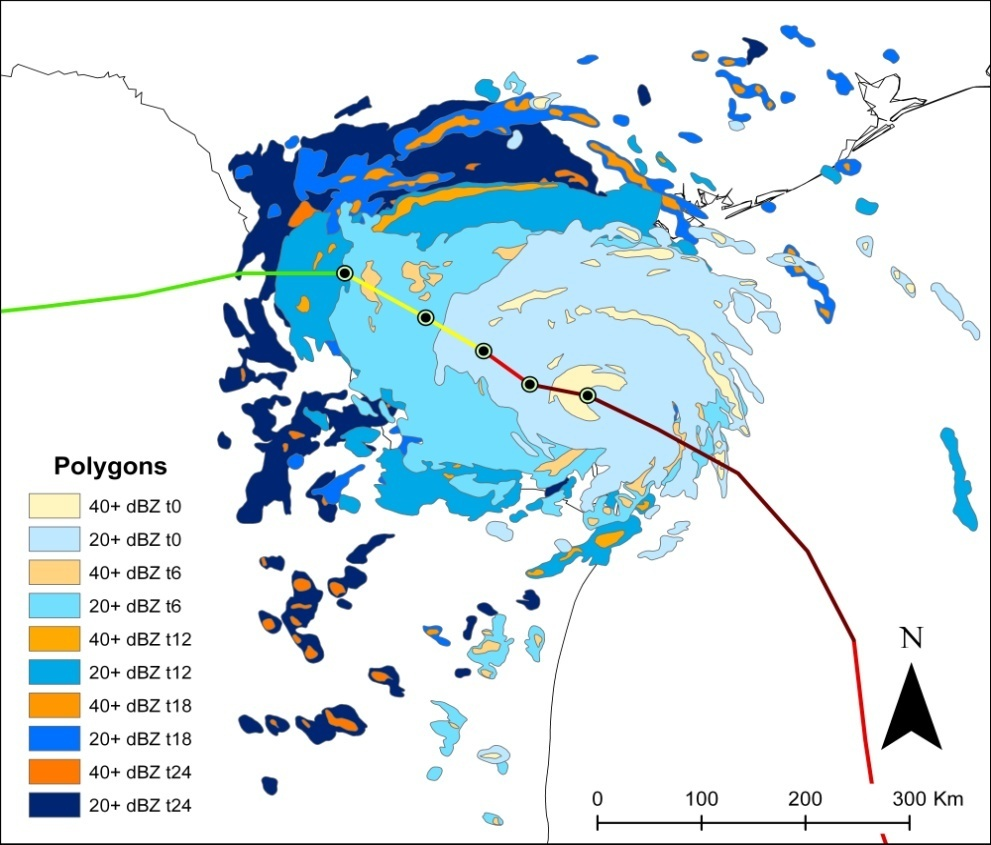 Polygons
40+ dBZ t0
20+ dBZ t0
40+ dBZ t6
20+ dBZ t6
40+ dBZ t12
20+ dBZ t12
40+ dBZ t18
20+ dBZ t18
40+ dBZ t24
20+ dBZ t24
N
0 100 200 300 Km